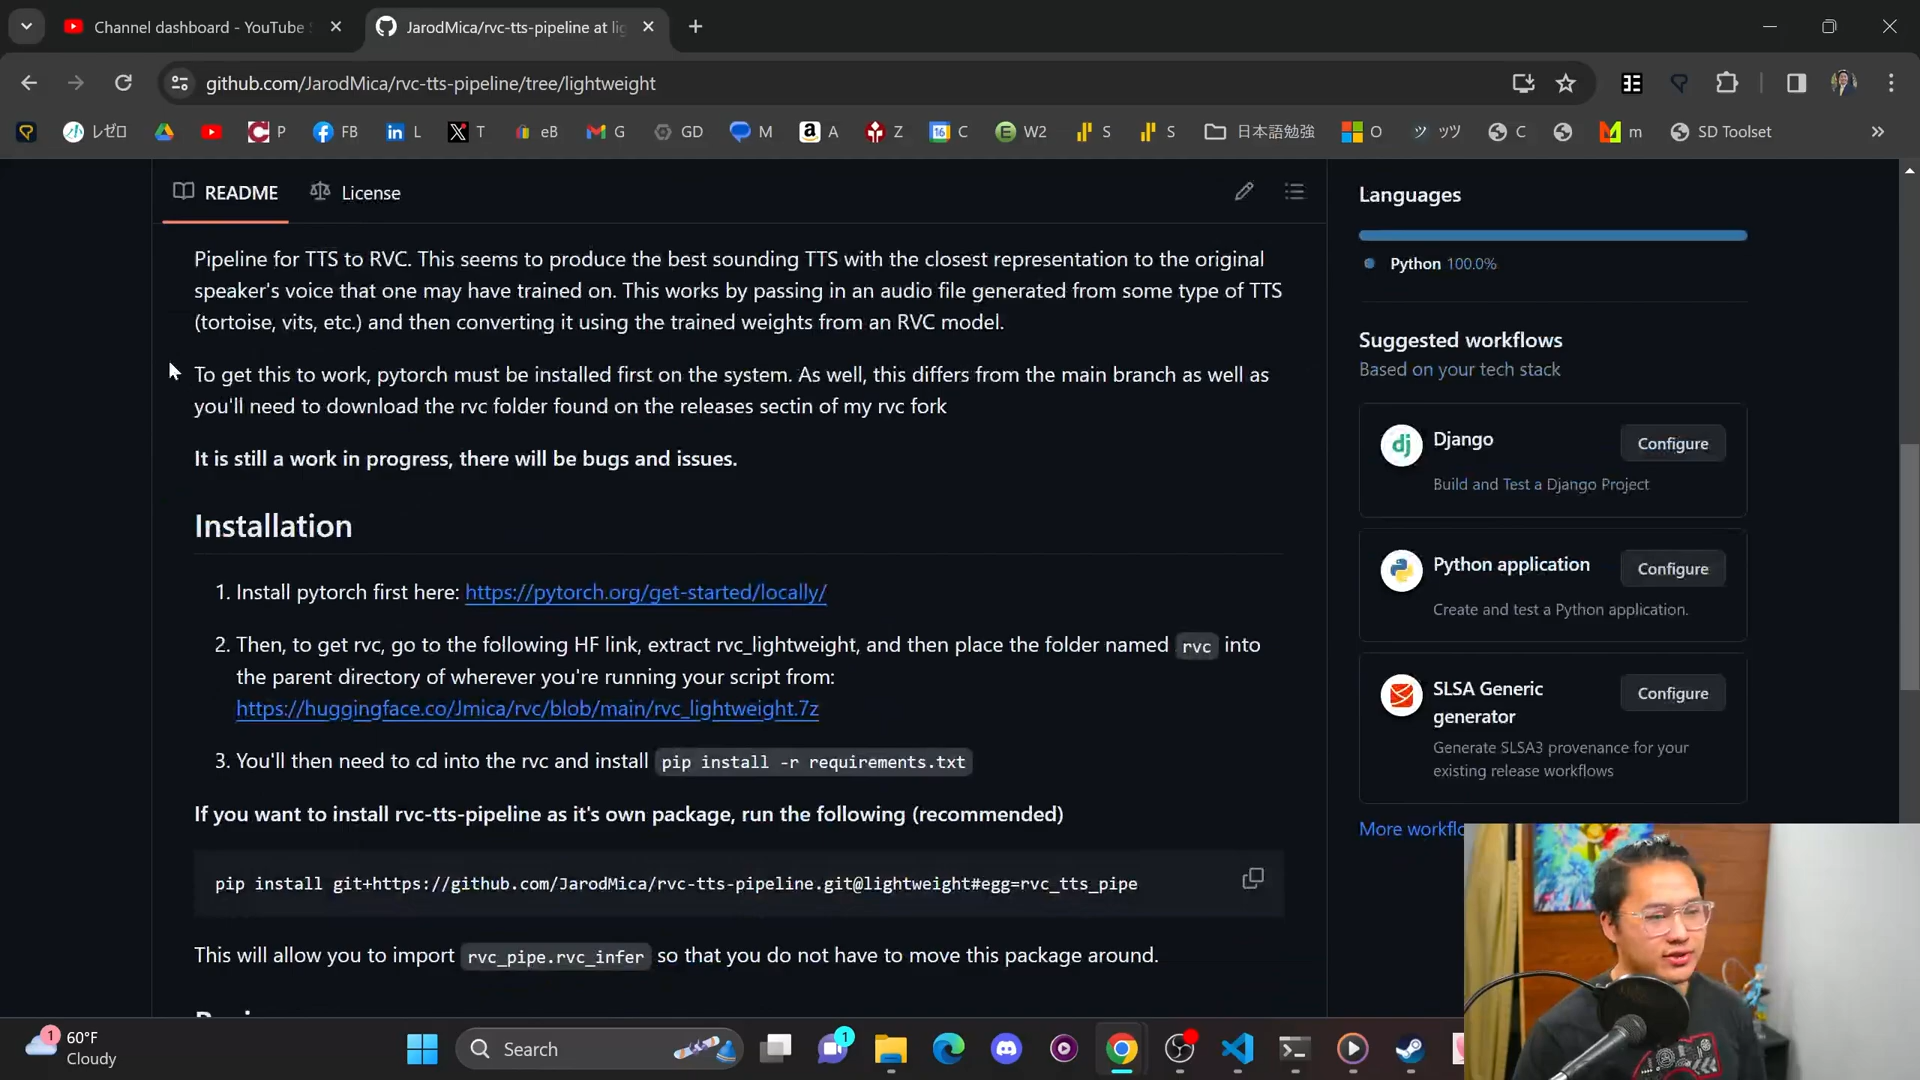 Channel dashboard - YouTube
JarodMica/rvc-tts-pipeline at lig
github.com/JarodMica/rvc-tts-pipeline/tree/lightweight
レゼロ
P
FB
L
T
eB
G
GD
M
A
Z
16
C
W2
S
S
日本語勉強
O
ツ ッツ
C
m
SD Toolset
README
License
Pipeline for TTS to RVC. This seems to produce the best sounding TTS with the closest representation to the original
speaker's voice that one may have trained on. This works by passing in an audio file generated from some type of TTS
(tortoise, vits, etc.) and then converting it using the trained weights from an RVC model.
To get this to work, pytorch must be installed first on the system. As well, this differs from the main branch as well as
you'll need to download the rvc folder found on the releases sectin of my rvc fork
It is still a work in progress, there will be bugs and issues.
Installation
1. Install pytorch first here: https://pytorch.org/get-started/locally/
2. Then, to get rvc, go to the following HF link, extract rvc_lightweight, and then place the folder named rvc into
the parent directory of wherever you're running your script from:
https://huggingface.co/Jmica/rvc/blob/main/rvc_lightweight.7z
3. You'll then need to cd into the rvc and install pip install -r requirements.txt
If you want to install rvc-tts-pipeline as it's own package, run the following (recommended)
pip install git+https://github.com/JarodMica/rvc-tts-pipeline.git@lightweight#egg=rvc_tts_pipe
This will allow you to import rvc_pipe.rvc_infer so that you do not have to move this package around.
Languages
Python 100.0%
Suggested workflows
Based on your tech stack
dj
Django
Configure
Build and Test a Django Project
Python application
Configure
Create and test a Python application.
SLSA Generic
generator
Configure
Generate SLSA3 provenance for your
existing release workflows
More workflo
1
60°F
Cloudy
Search
1